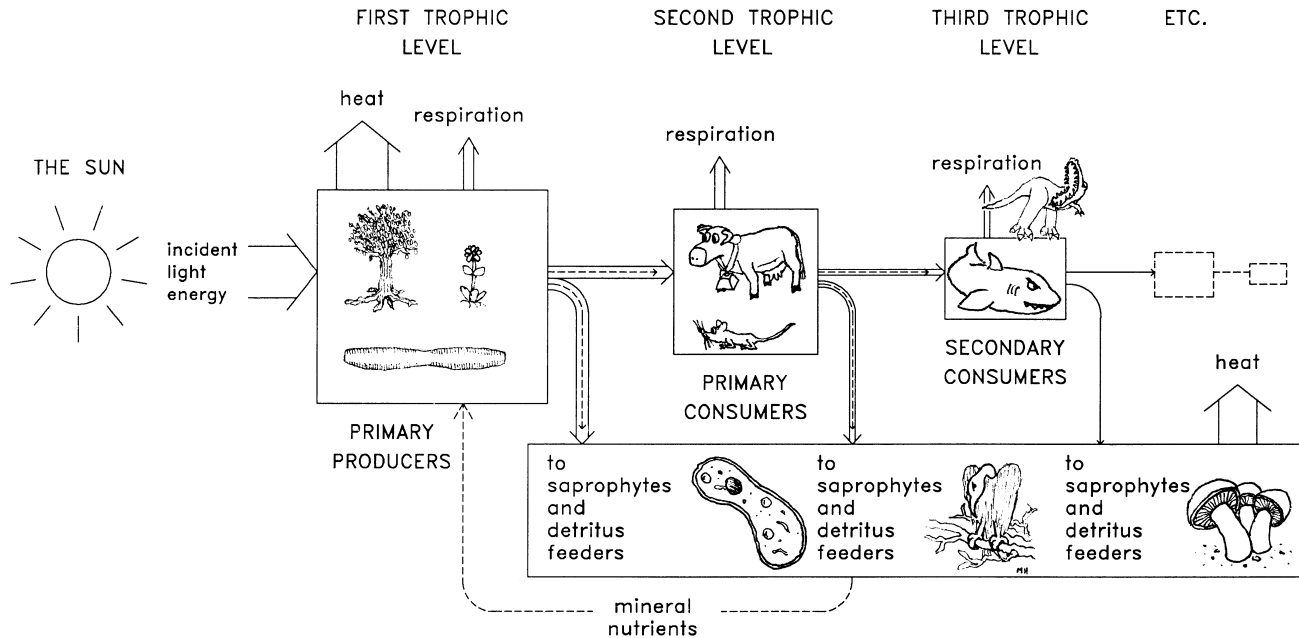 FIRST TROPHIC
LEVEL
SECOND TROPHIC
LEVEL
THIRD TROPHIC
LEVEL
ETC.
heat
respiration
respiration
respiration
THE SUN
incident
light
energy
PRIMARY
PRODUCERS
PRIMARY
CONSUMERS
SECONDARY
CONSUMERS
heat
to
saprophytes
and
detritus
feeders
to
saprophytes
and
detritus
feeders
MH
to
saprophytes
and
detritus
feeders
mineral
nutrients